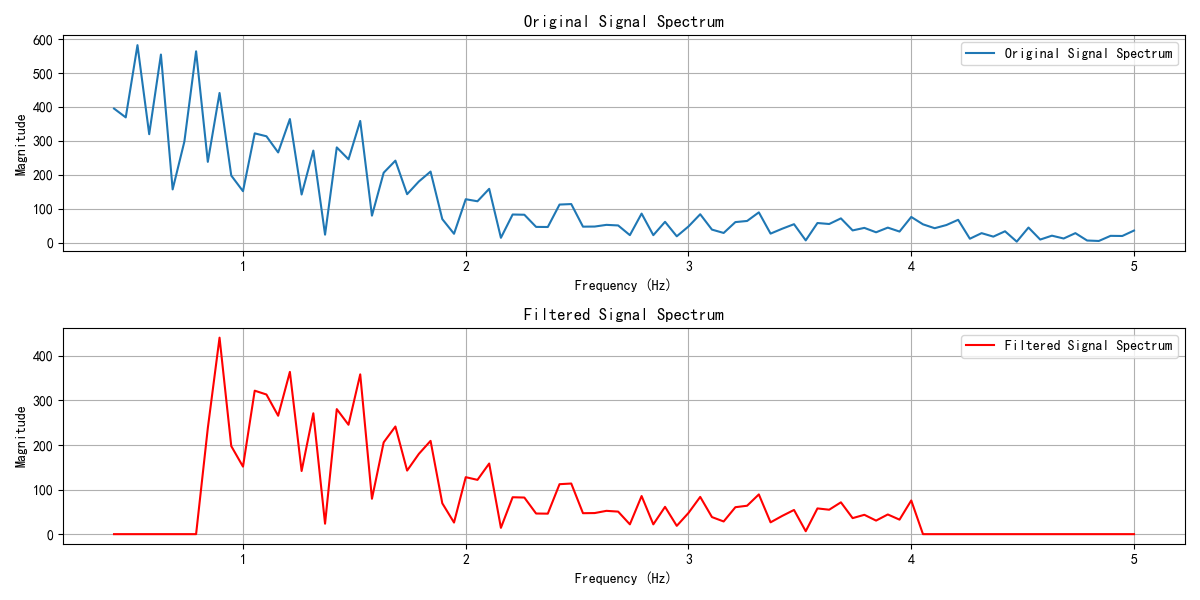 Original Signal Spectrum
600
500
400
300
200
100
0
Magnitude
Original Signal Spectrum
1 2 3 4 5
Frequency (Hz)
Filtered Signal Spectrum
400
300
200
100
0
Magnitude
Filtered Signal Spectrum
1 2 3 4 5
Frequency (Hz)